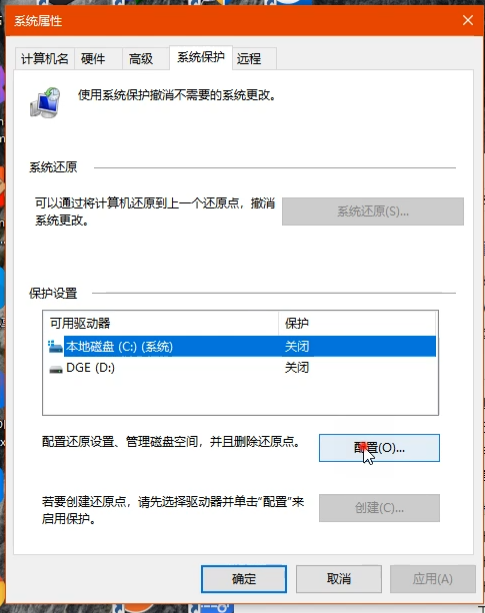 系统属性
计算机名 硬件 高级 系统保护 远程
使用系统保护撤消不需要的系统更改。
系统还原
可以通过将计算机还原到上一个还原点，撤消
系统更改。
系统还原(S)...
保护设置
可用驱动器 保护
本地磁盘 (C:) (系统) 关闭
DGE (D:) 关闭
配置还原设置、管理磁盘空间，并且删除还原点。
配置(O)...
若要创建还原点，请先选择驱动器并单击“配置”来
启用保护。
创建(C)...
确定 取消 应用(A)